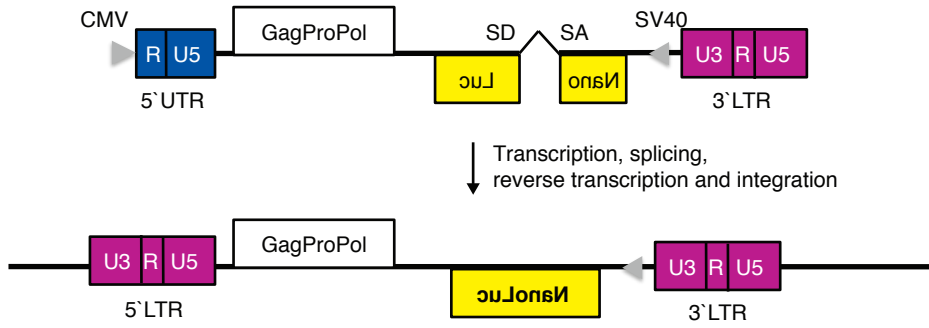 CMV
GagProPol
SD
SA
SV40
R U5
U3 R U5
Luc
Nano
5`UTR
3`LTR
Transcription, splicing,
reverse transcription and integration
GagProPol
U3 R U5
U3 R U5
NanoLuc
5`LTR
3`LTR